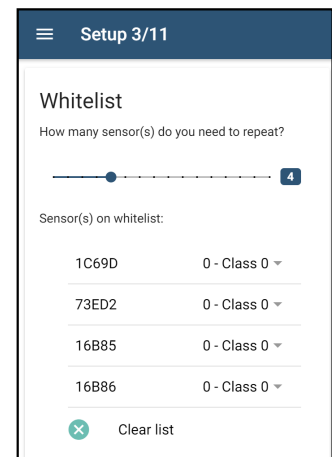 Setup 3/11
Whitelist
How many sensor(s) do you need to repeat?
4
Sensor(s) on whitelist:
1C69D 0 - Class 0
73ED2 0 - Class 0
16B85 0 - Class 0
16B86 0 - Class 0
Clear list